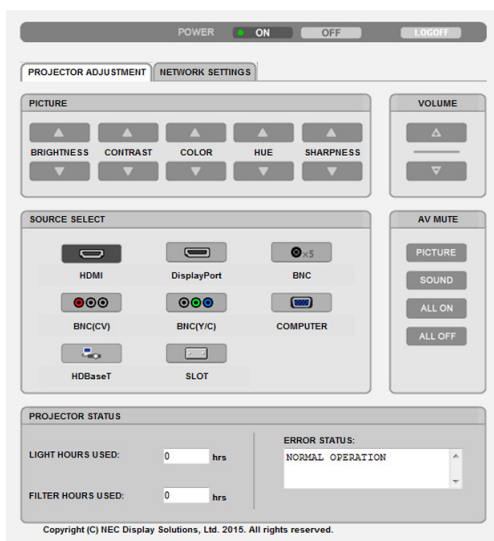 POWER ON OFF LOGOFF
PROJECTOR ADJUSTMENT NETWORK SETTINGS
PICTURE VOLUME
BRIGHTNESS CONTRAST COLOR HUE SHARPNESS
SOURCE SELECT AV MUTE
×5 PICTURE
HDMI DisplayPort BNC
SOUND
ALL ON
BNC(CV) BNC(Y/C) COMPUTER
ALL OFF
HDBaseT SLOT
PROJECTOR STATUS
ERROR STATUS:
LIGHT HOURS USED: 0 hrs NORMAL OPERATION
FILTER HOURS USED: 0 hrs
Copyright (C) NEC Display Solutions, Ltd. 2015. All rights reserved.